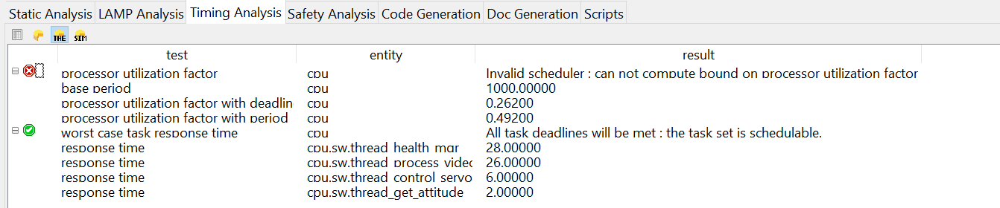 Static Analysis LAMP Analysis Timing Analysis Safety Analysis Code Generation Doc Generation Scripts
THE SIM
test entity result
processor utilization factor cpu Invalid scheduler : can not compute bound on processor utilization factor
base period cpu 1000.00000
processor utilization factor with deadlin cpu 0.26200
processor utilization factor with period cpu 0.49200
worst case task response time cpu All task deadlines will be met : the task set is schedulable.
response time cpu.sw.thread_health_mgr 28.00000
response time cpu.sw.thread_process_video 26.00000
response time cpu.sw.thread_control_servo 6.00000
response time cpu.sw.thread_get_attitude 2.00000